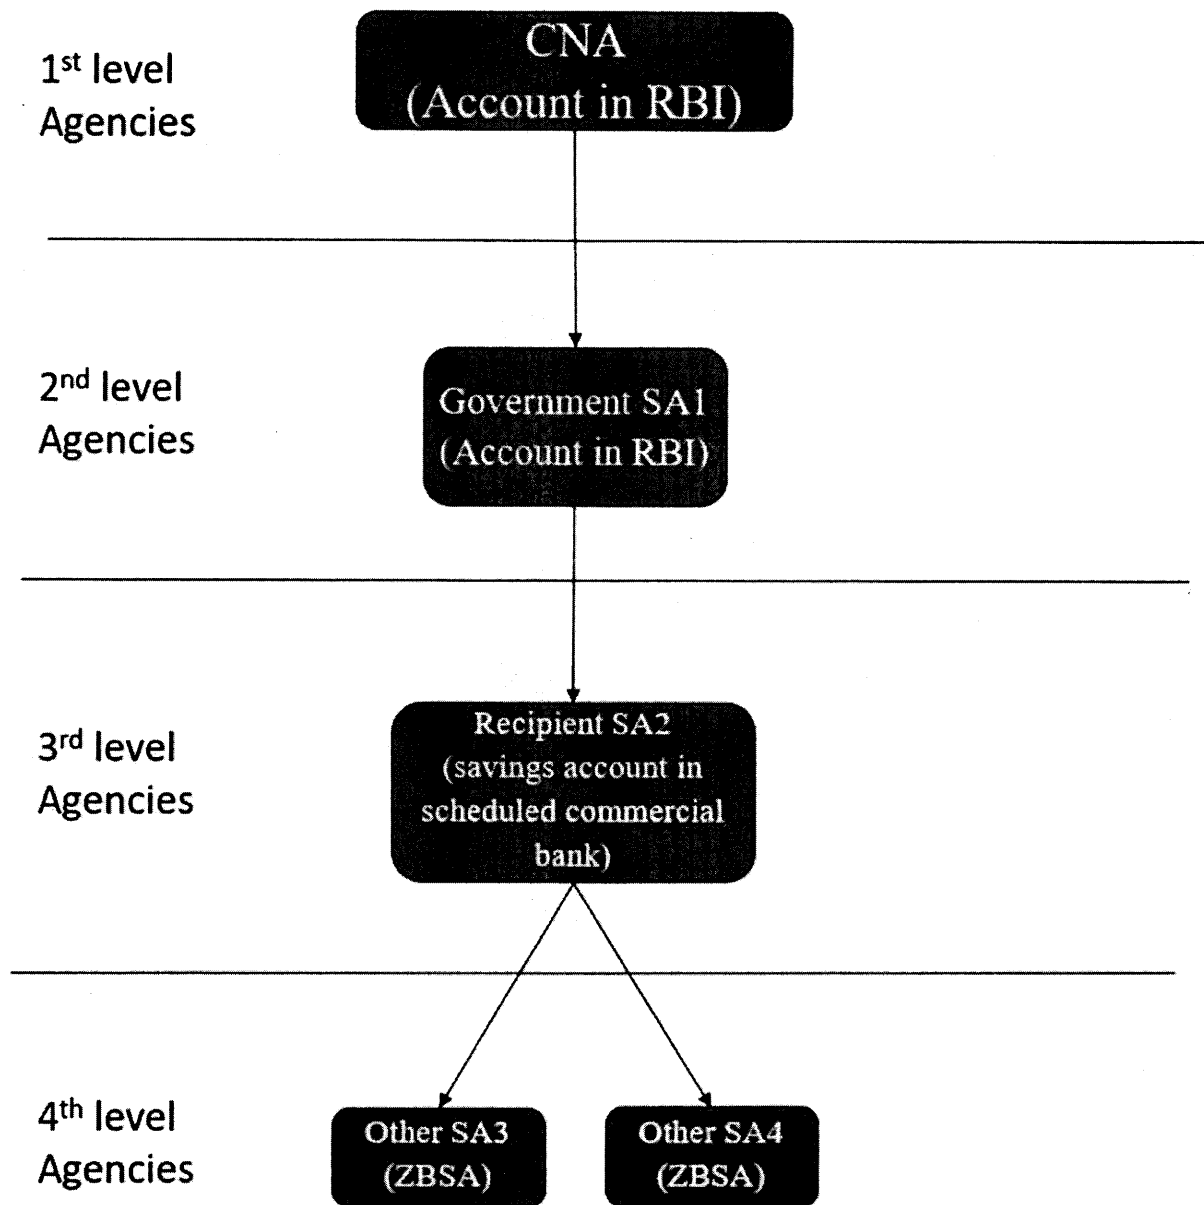 1st level
Agencies
CNA
(Account in RBI)
2nd level
Agencies
Government SA1
(Account in RBI)
3rd level
Agencies
Recipient SA2
(savings account in
scheduled commercial
bank)
4th level
Agencies
Other SA3
(ZBSA)
Other SA4
(ZBSA)